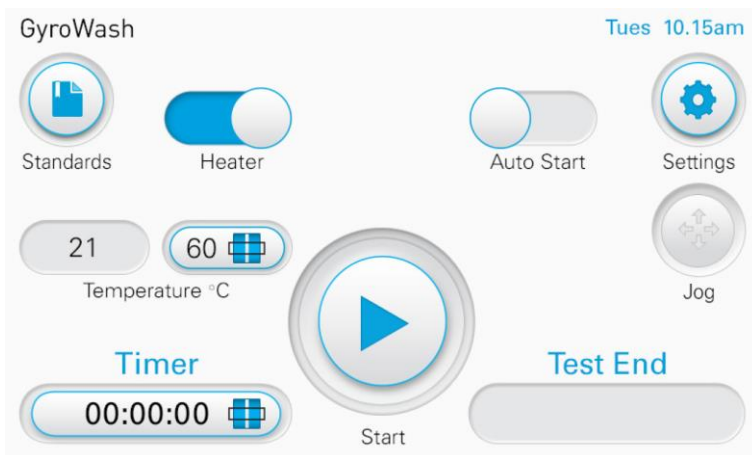 GyroWash
Tues 10.15am
Standards
Heater
Auto Start
Settings
21
60
Temperature °C
Jog
Timer
Test End
00:00:00
Start